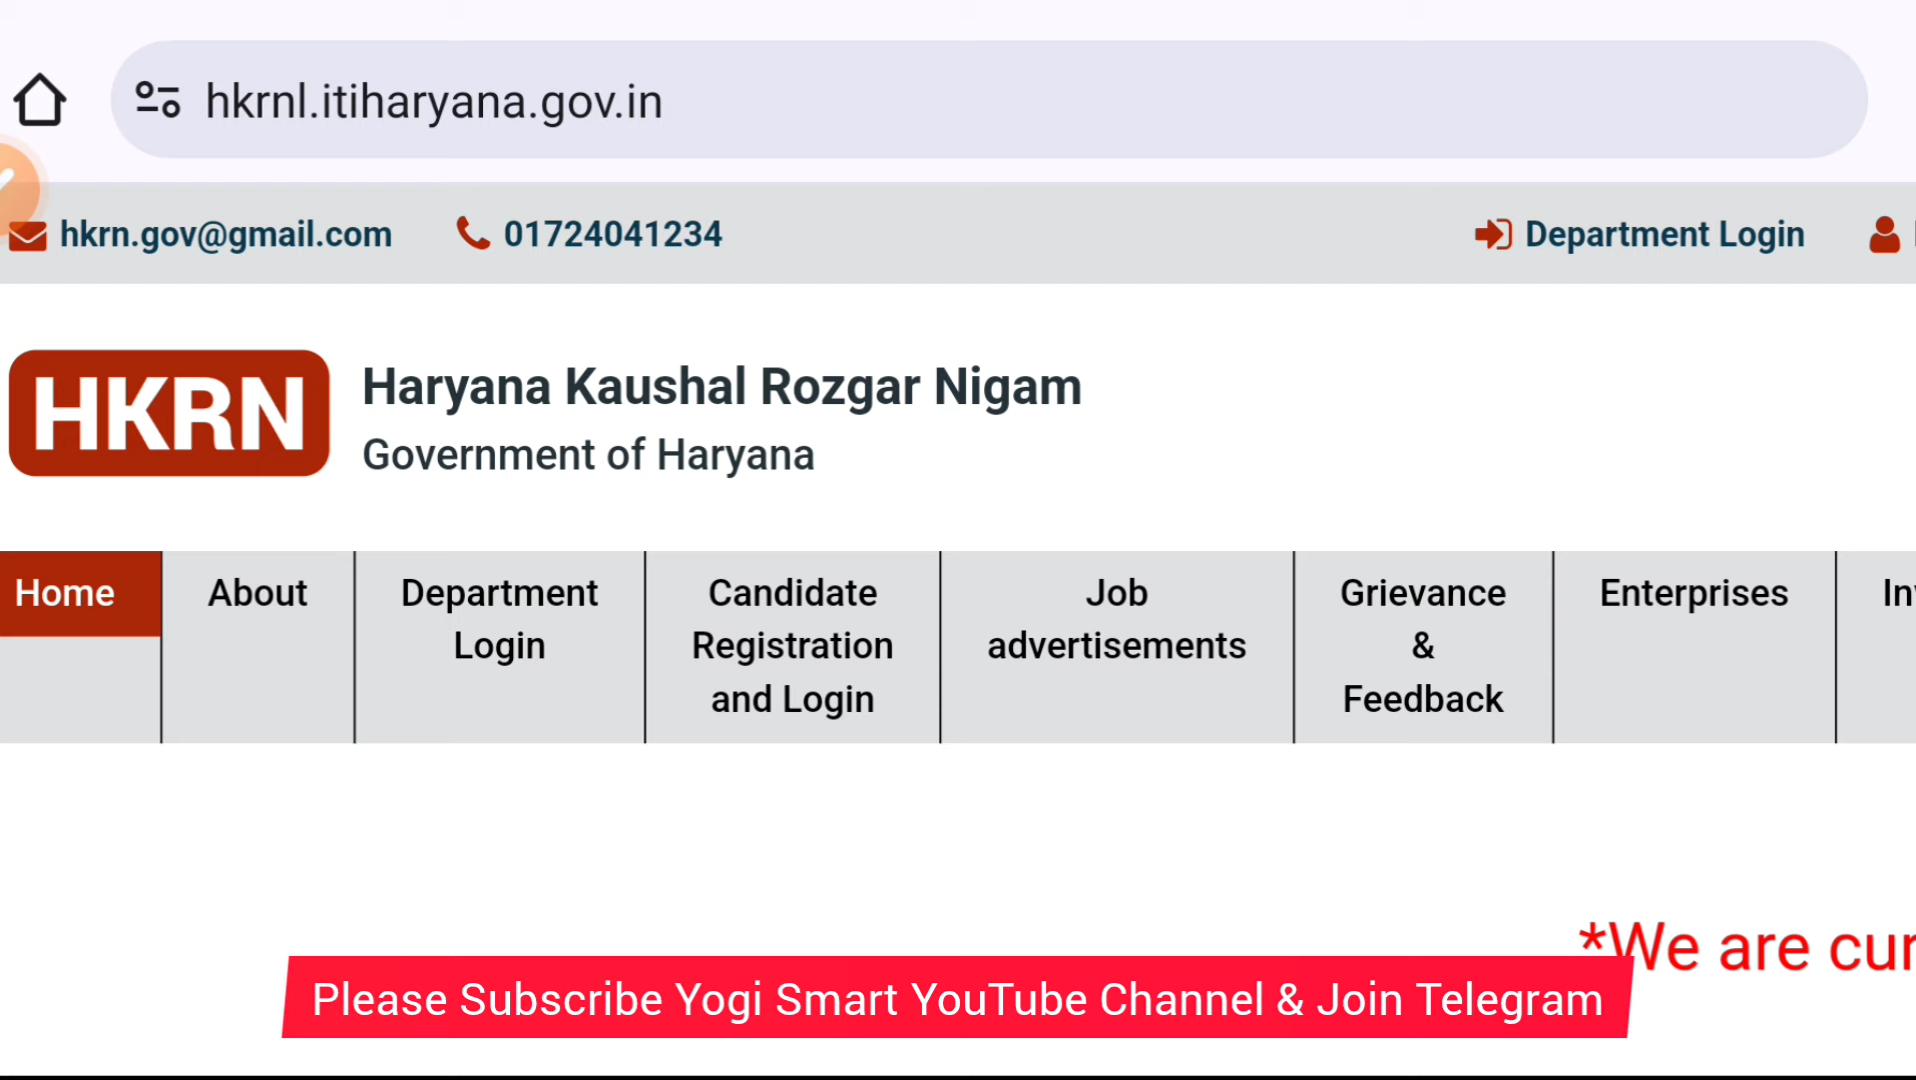 hkrnl.itiharyana.gov.in
hkrn.gov@gmail.com 01724041234 Department Login
HKRN
Haryana Kaushal Rozgar Nigam
Government of Haryana
Home
About
Department
Login
Candidate
Registration
and Login
Job
advertisements
Grievance
&
Feedback
Enterprises
*We are
Please Subscribe Yogi Smart YouTube Channel & Join Telegram